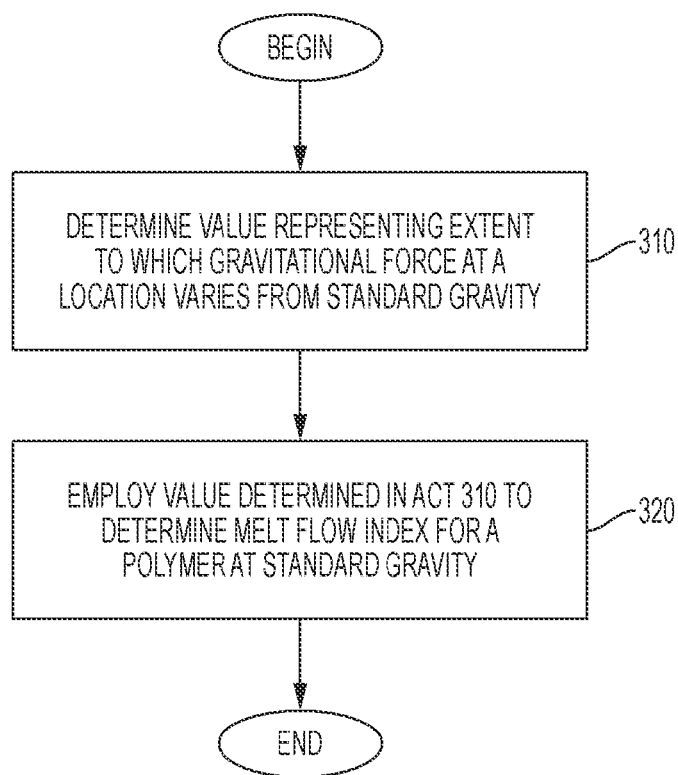 BEGIN
DETERMINE VALUE REPRESENTING EXTENT
TO WHICH GRAVITATIONAL FORCE AT A
LOCATION VARIES FROM STANDARD GRAVITY
310
EMPLOY VALUE DETERMINED IN ACT 310 TO
DETERMINE MELT FLOW INDEX FOR A
POLYMER AT STANDARD GRAVITY
320
END